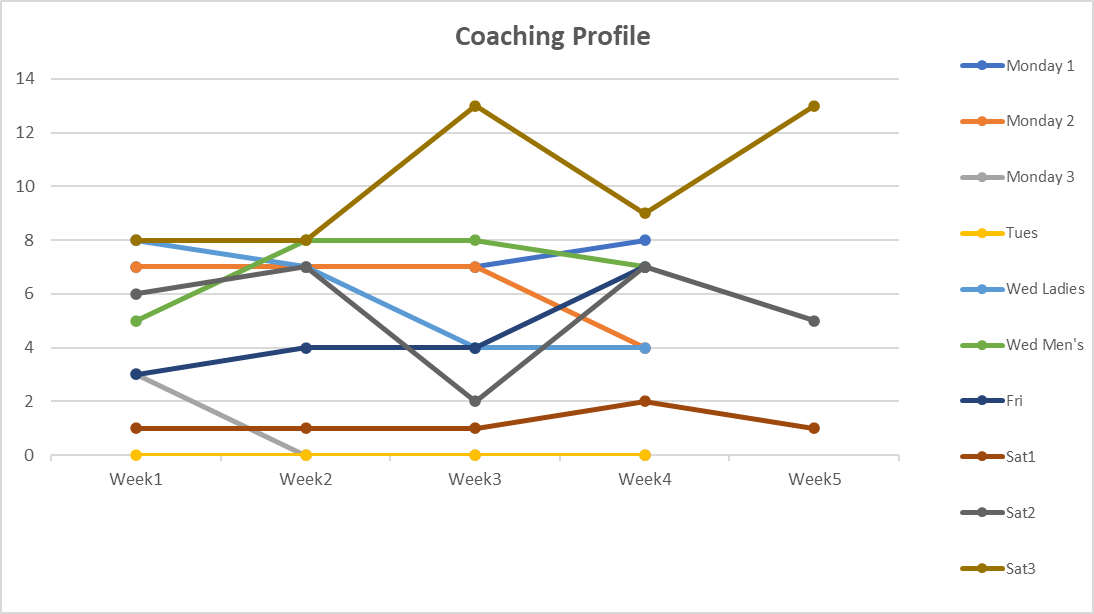 Coaching Profile
14
12
10
8
6
4
2
0
Week1 Week2 Week3 Week4 Week5
Monday 1
Monday 2
Monday 3
Tues
Wed Ladies
Wed Men's
Fri
Sat1
Sat2
Sat3